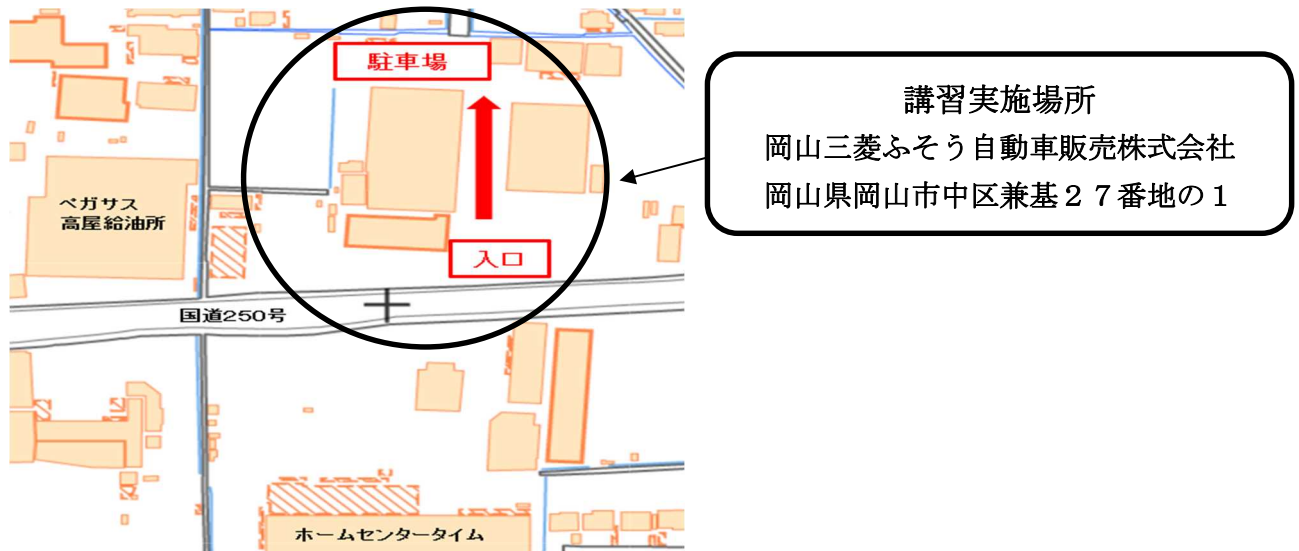 駐車場
講習実施場所
岡山三菱ふそう自動車販売株式会社
岡山県岡山市中区兼基２７番地の１
ペガサス
高屋給油所
入口
国道250号
ホームセンタータイム